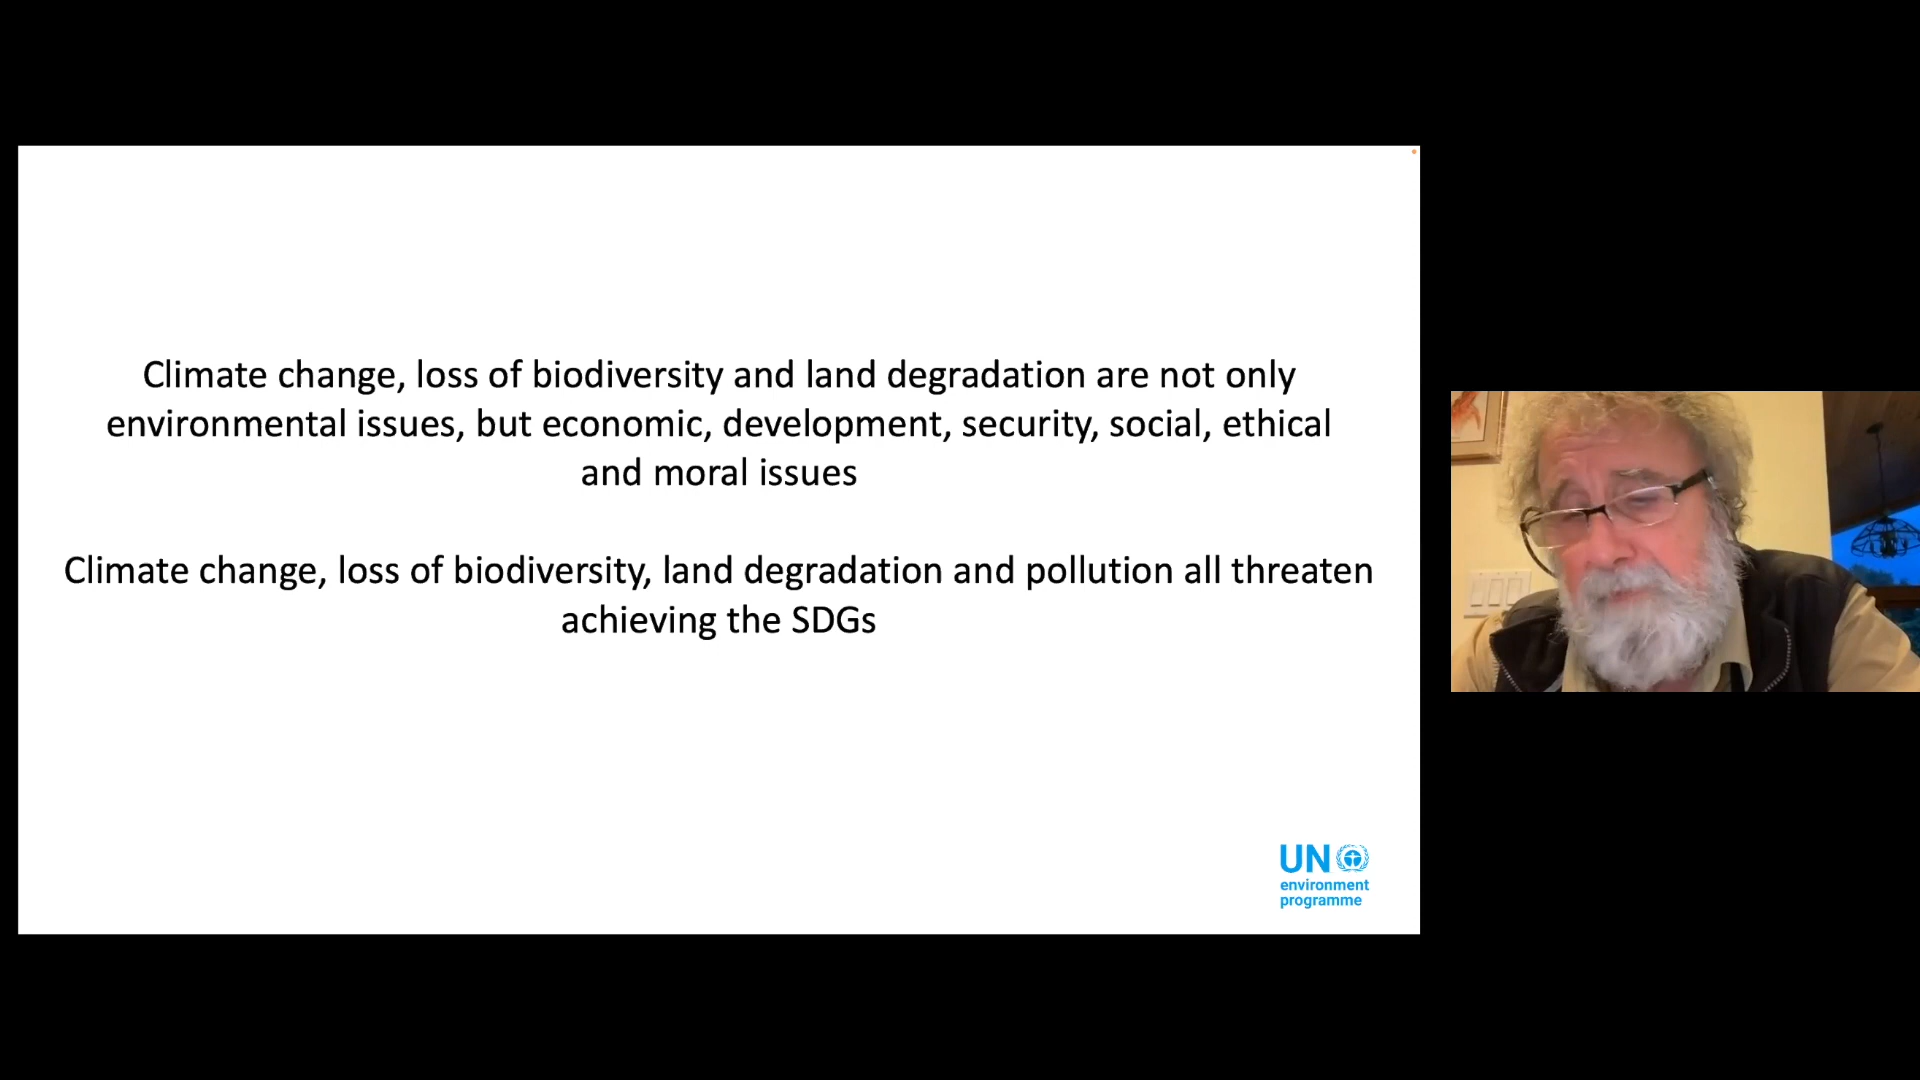 Climate change, loss of biodiversity and land degradation are not only
environmental issues, but economic, development, security, social, ethical
and moral issues
Climate change, loss of biodiversity, land degradation and pollution all threaten
achieving the SDGs
UN
environment
programme